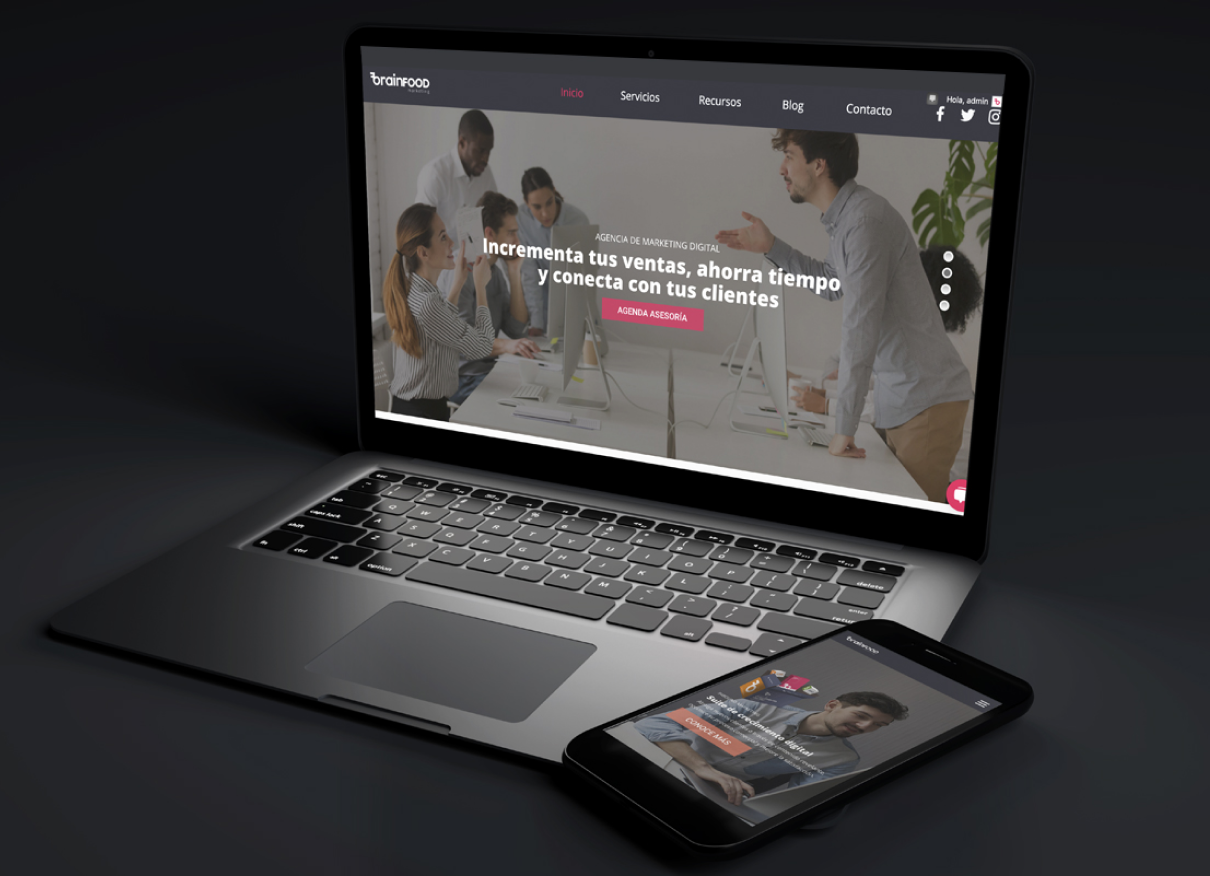 brainFOOD
marketing
Inicio
Servicios
Recursos
Blog
Contacto
Hola, admin
AGENCIA DE MARKETING DIGITAL
Incrementa tus ventas, ahorra tiempo
y conecta con tus clientes
AGENDA ASESORÍA
tab
caps lock
shift
fn
ctrl
alt
option
Q W E R T Y U I O P
A S D F G H J K L
Z X C V B N M
delete
enter
return
alt
brainFOOD
Suite de crecimiento digital
CONOCE MÁS